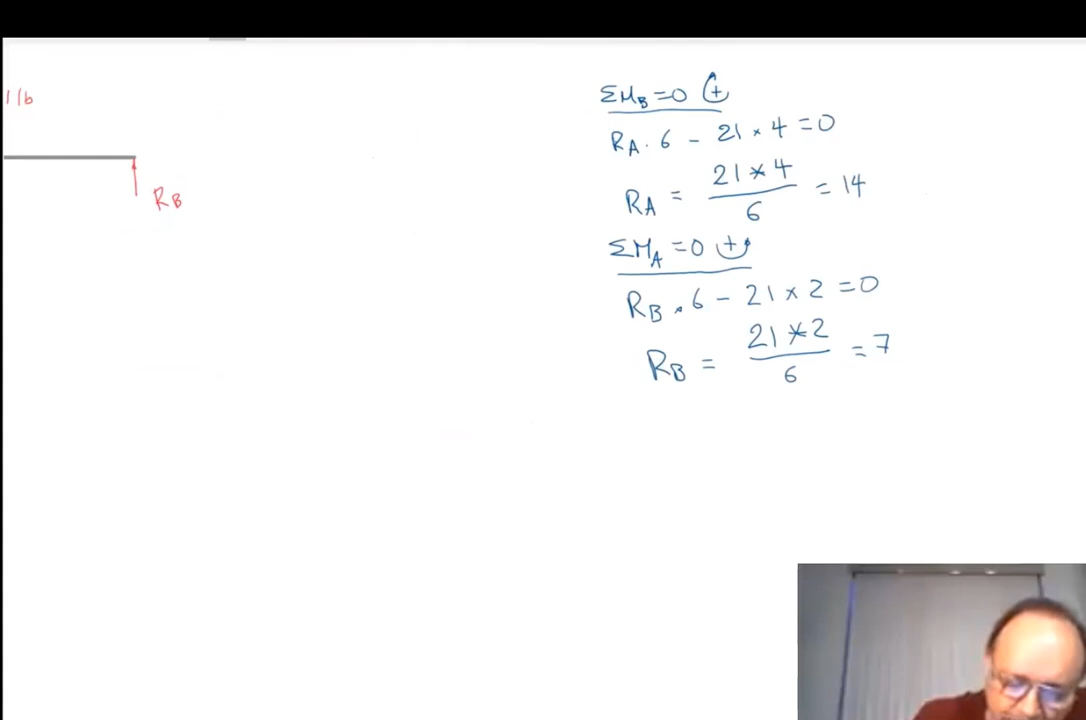 1 lb
RB
ΣMB = 0 +
RA · 6 - 21 × 4 = 0
RA = 21 * 4 / 6 = 14
ΣMA = 0 +
RB · 6 - 21 × 2 = 0
RB = 21 * 2 / 6 = 7